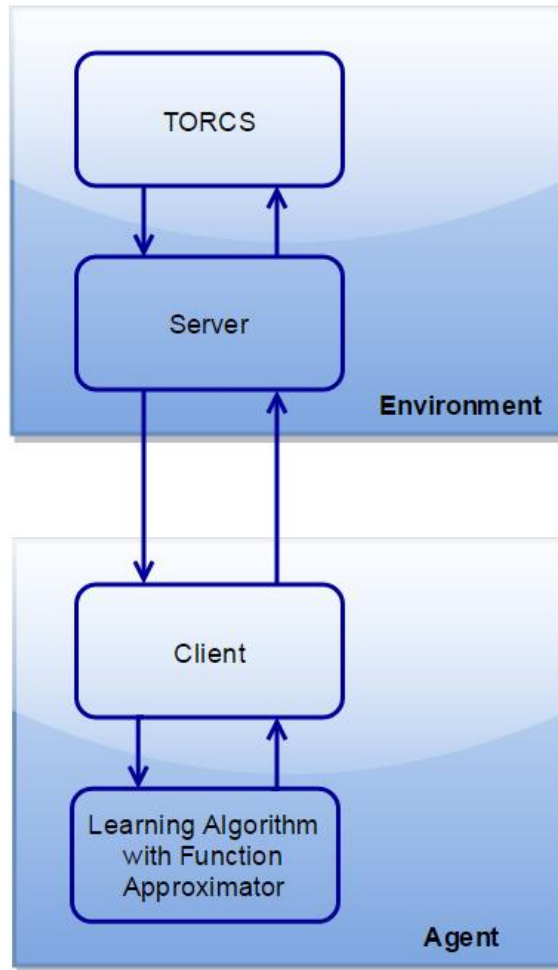 TORCS
Server
Environment
Client
Learning Algorithm
with Function
Approximator
Agent